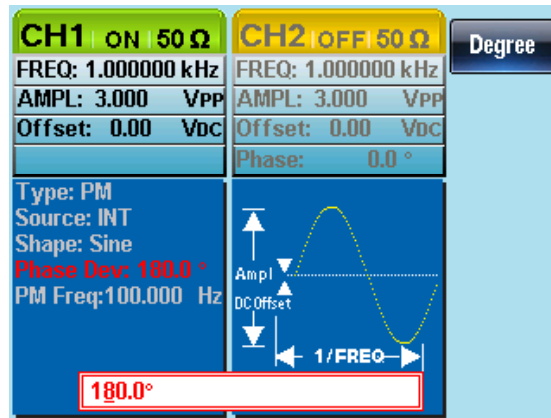 CH1 ON 50 Ω
FREQ: 1.000000 kHz
AMPL: 3.000 VPP
Offset: 0.00 VDC
CH2 OFF 50 Ω
FREQ: 1.000000 kHz
AMPL: 3.000 VPP
Offset: 0.00 VDC
Phase: 0.0 °
Degree
Type: PM
Source: INT
Shape: Sine
Phase Dev: 180.0 °
PM Freq:100.000 Hz
Ampl
DC Offset
1/FREQ
180.0°